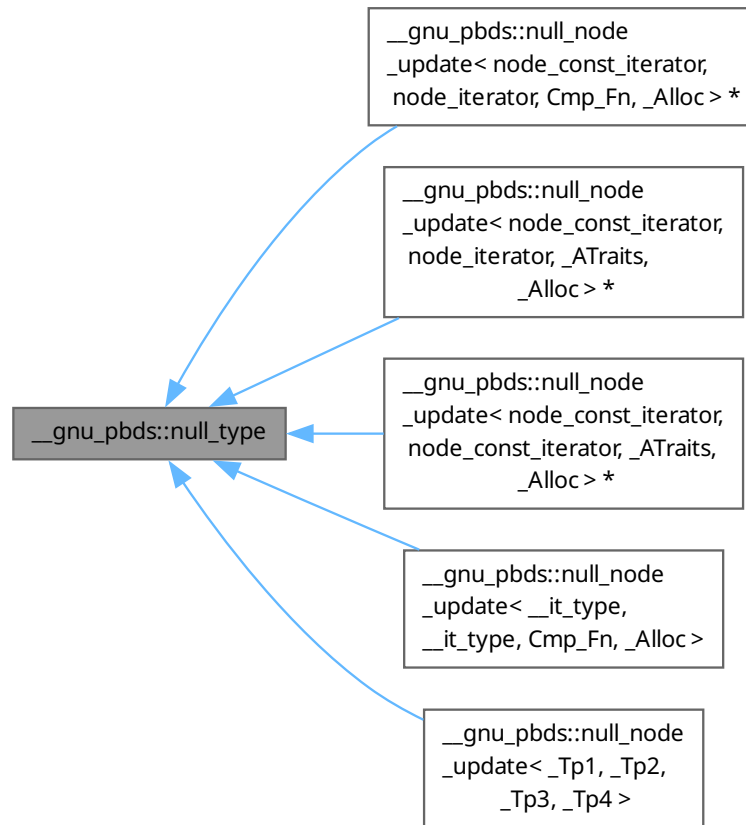 __gnu_pbds::null_node
_update< node_const_iterator,
node_iterator, Cmp_Fn, _Alloc > *
__gnu_pbds::null_node
_update< node_const_iterator,
node_iterator, _ATraits,
_Alloc > *
__gnu_pbds::null_node
_update< node_const_iterator,
node_const_iterator, _ATraits,
_Alloc > *
__gnu_pbds::null_type
__gnu_pbds::null_node
_update< __it_type,
__it_type, Cmp_Fn, _Alloc >
__gnu_pbds::null_node
_update< _Tp1, _Tp2,
_Tp3, _Tp4 >